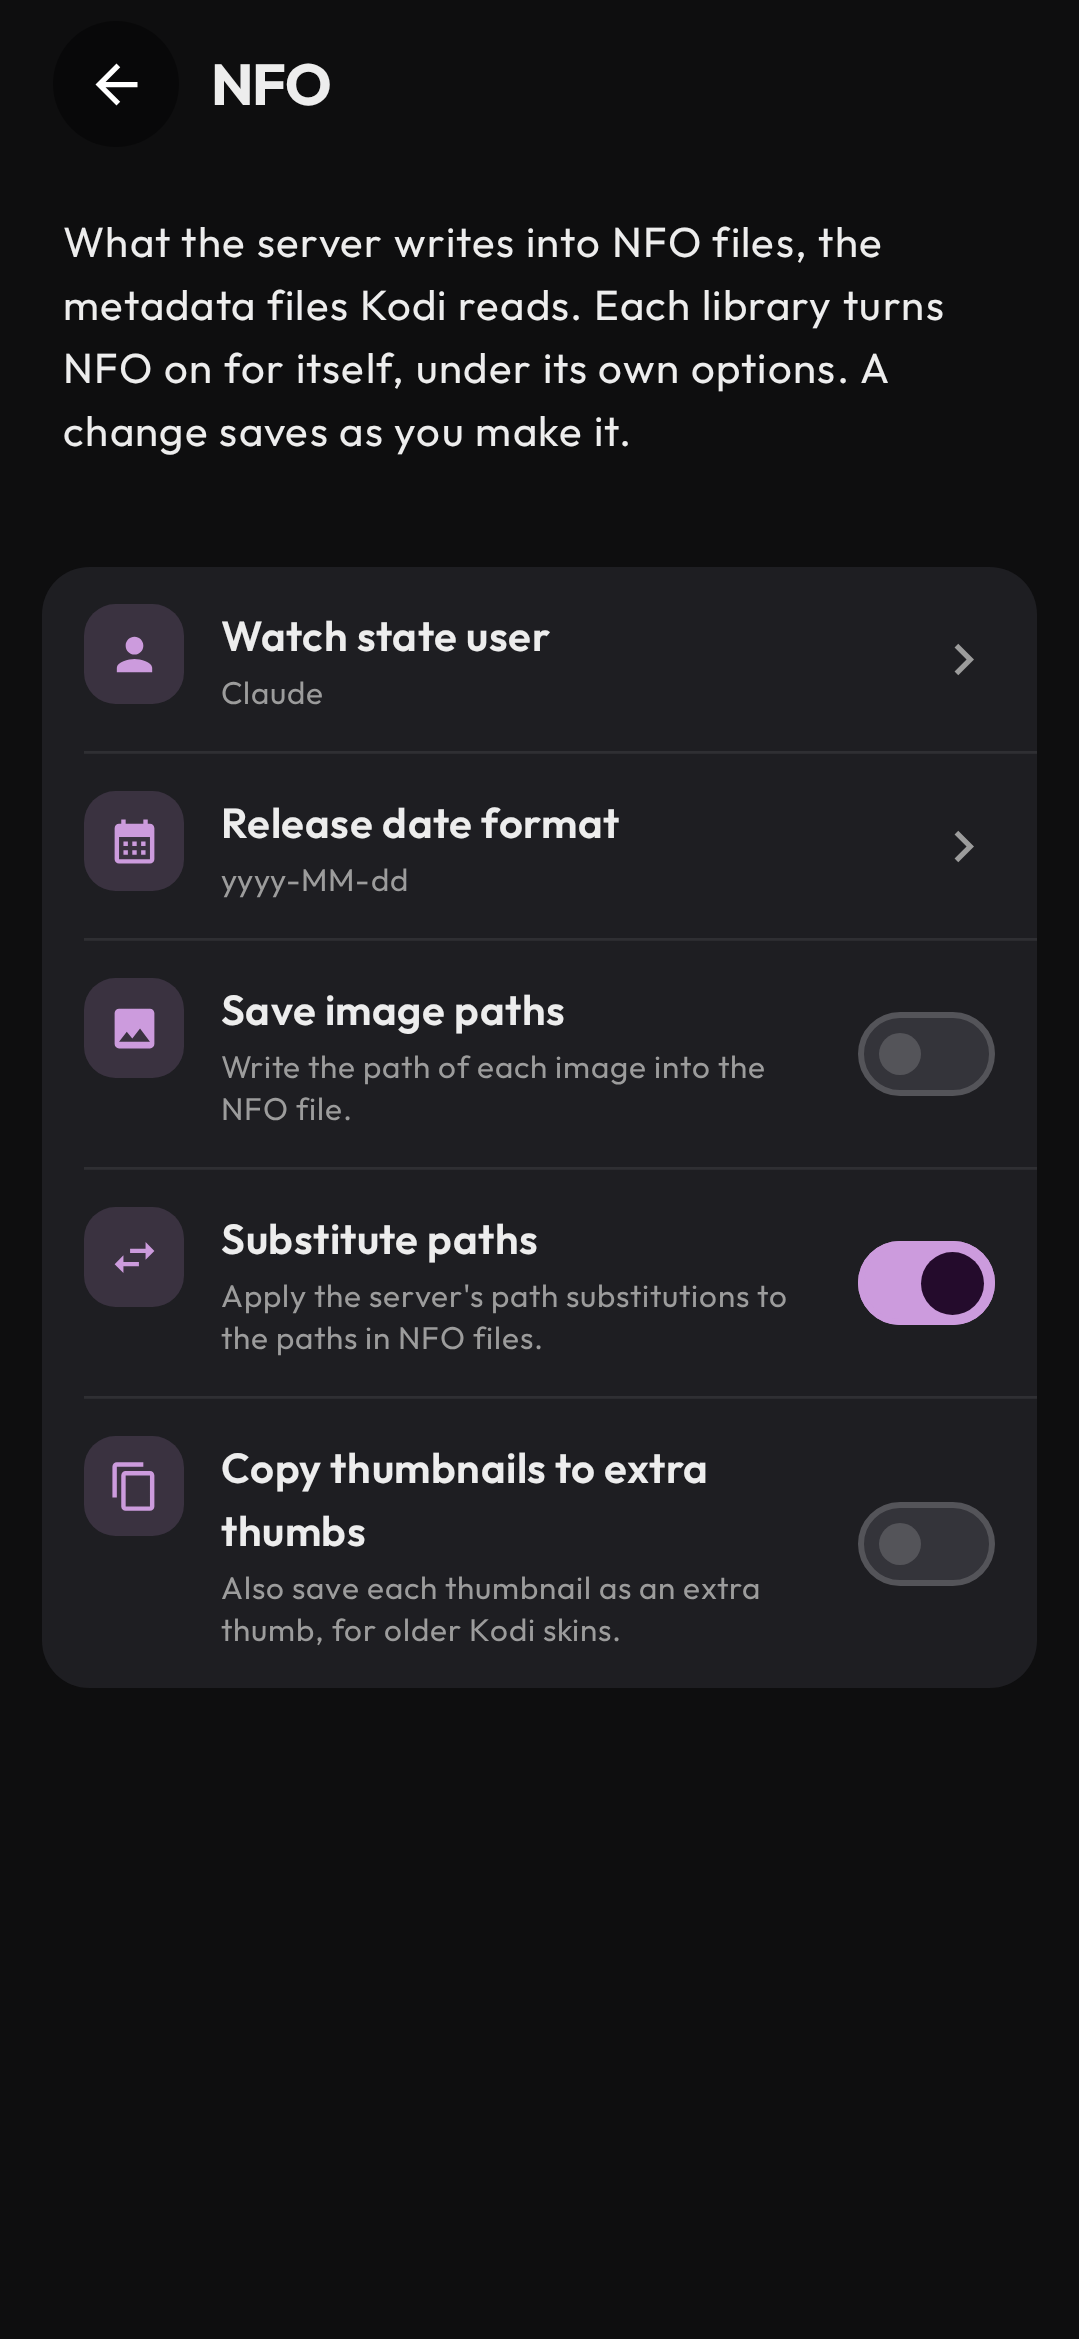 NFO
What the server writes into NFO files, the
metadata files Kodi reads. Each library turns
NFO on for itself, under its own options. A
change saves as you make it.
Watch state user
Claude
Release date format
yyyy-MM-dd
Save image paths
Write the path of each image into the
NFO file.
Substitute paths
Apply the server's path substitutions to
the paths in NFO files.
Copy thumbnails to extra
thumbs
Also save each thumbnail as an extra
thumb, for older Kodi skins.